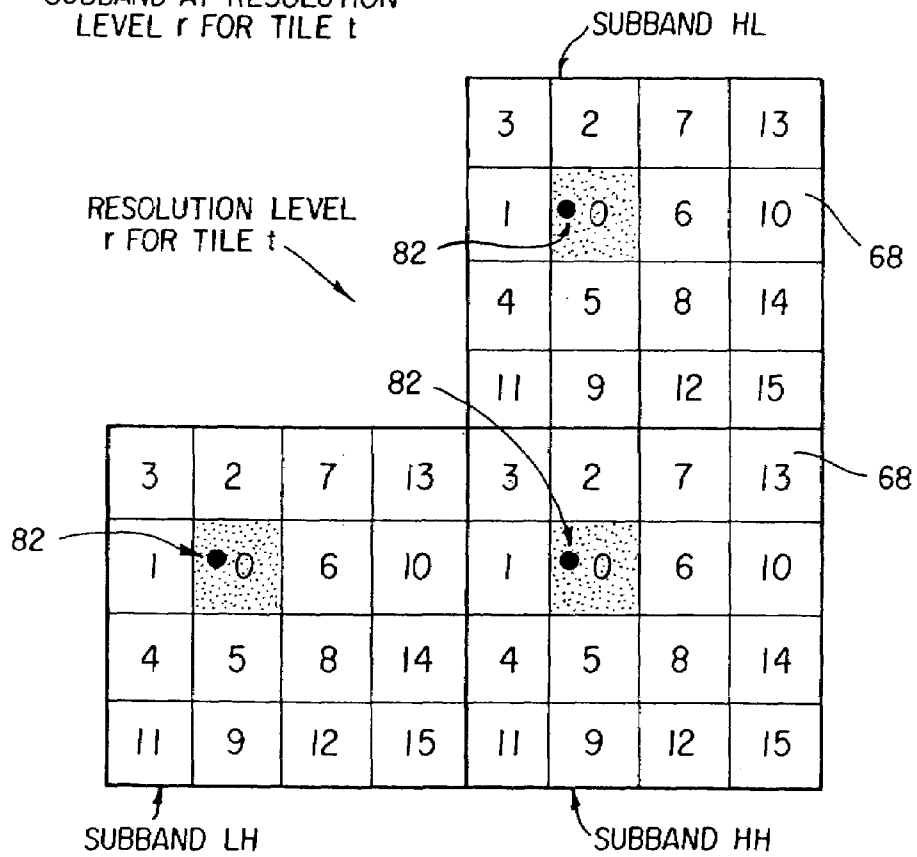 SUBBAND AT RESOLUTION
LEVEL r FOR TILE t
SUBBAND HL
3 2 7 13
RESOLUTION LEVEL
r FOR TILE t
1 0 6 10
82
68
4 5 8 14
82
11 9 12 15
3 2 7 13 3 2 7 13
68
82
1 0 6 10 1 0 6 10
4 5 8 14 4 5 8 14
11 9 12 15 11 9 12 15
SUBBAND LH
SUBBAND HH